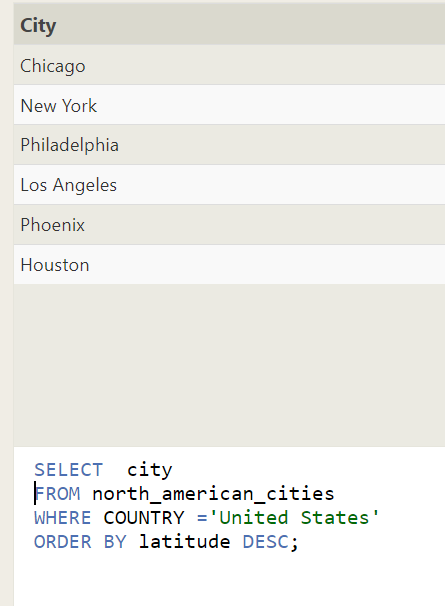 City
Chicago
New York
Philadelphia
Los Angeles
Phoenix
Houston
SELECT  city
FROM north_american_cities
WHERE COUNTRY ='United States'
ORDER BY latitude DESC;